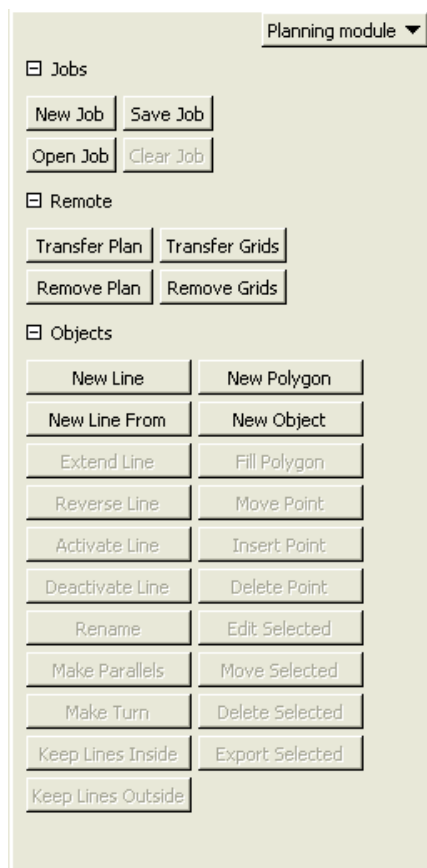 Planning module
Jobs
New Job Save Job
Open Job Clear Job
Remote
Transfer Plan Transfer Grids
Remove Plan Remove Grids
Objects
New Line New Polygon
New Line From New Object
Extend Line Fill Polygon
Reverse Line Move Point
Activate Line Insert Point
Deactivate Line Delete Point
Rename Edit Selected
Make Parallels Move Selected
Make Turn Delete Selected
Keep Lines Inside Export Selected
Keep Lines Outside